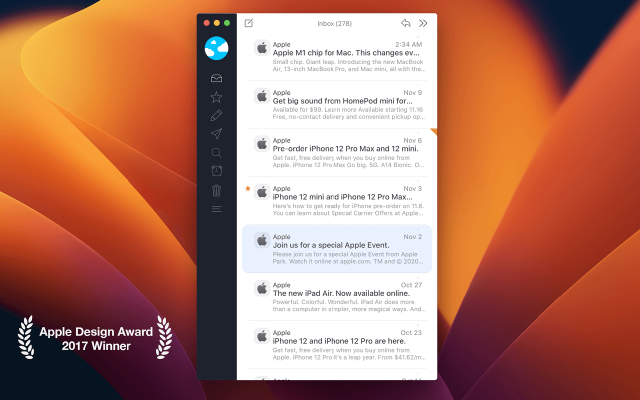 Inbox (278)
Apple
2:34 AM
Apple M1 chip for Mac. This changes ev...
Small chip. Giant leap. Introducing the new MacBook
Air, 13-inch MacBook Pro, and Mac mini, all with the...
Apple
Nov 9
Get big sound from HomePod mini for...
Available for $99. Learn more Available starting 11.16
Free, no-contact delivery and convenient pickup op...
Apple
Nov 6
Pre-order iPhone 12 Pro Max and 12 mini.
Get fast, free delivery when you buy online from
Apple. iPhone 12 Pro Max Go big. 5G. A14 Bionic. O...
Apple
Nov 3
iPhone 12 mini and iPhone 12 Pro Max...
Here's how to get ready for iPhone pre-order on 11.6.
You can learn about Special Carrier Offers at Apple...
Apple
Nov 2
Join us for a special Apple Event.
Please join us for a special Apple Event from Apple
Park. Watch it online at apple.com. TM and © 2020...
Apple
Oct 27
The new iPad Air. Now available online.
Powerful. Colorful. Wonderful. iPad Air does more
than a computer in simpler, more magical ways. And...
Apple
Oct 23
iPhone 12 and iPhone 12 Pro are here.
Get fast, free delivery when you buy online from
Apple. iPhone 12 Pro It's a leap year. From $41.62/m...
Apple Design Award
2017 Winner